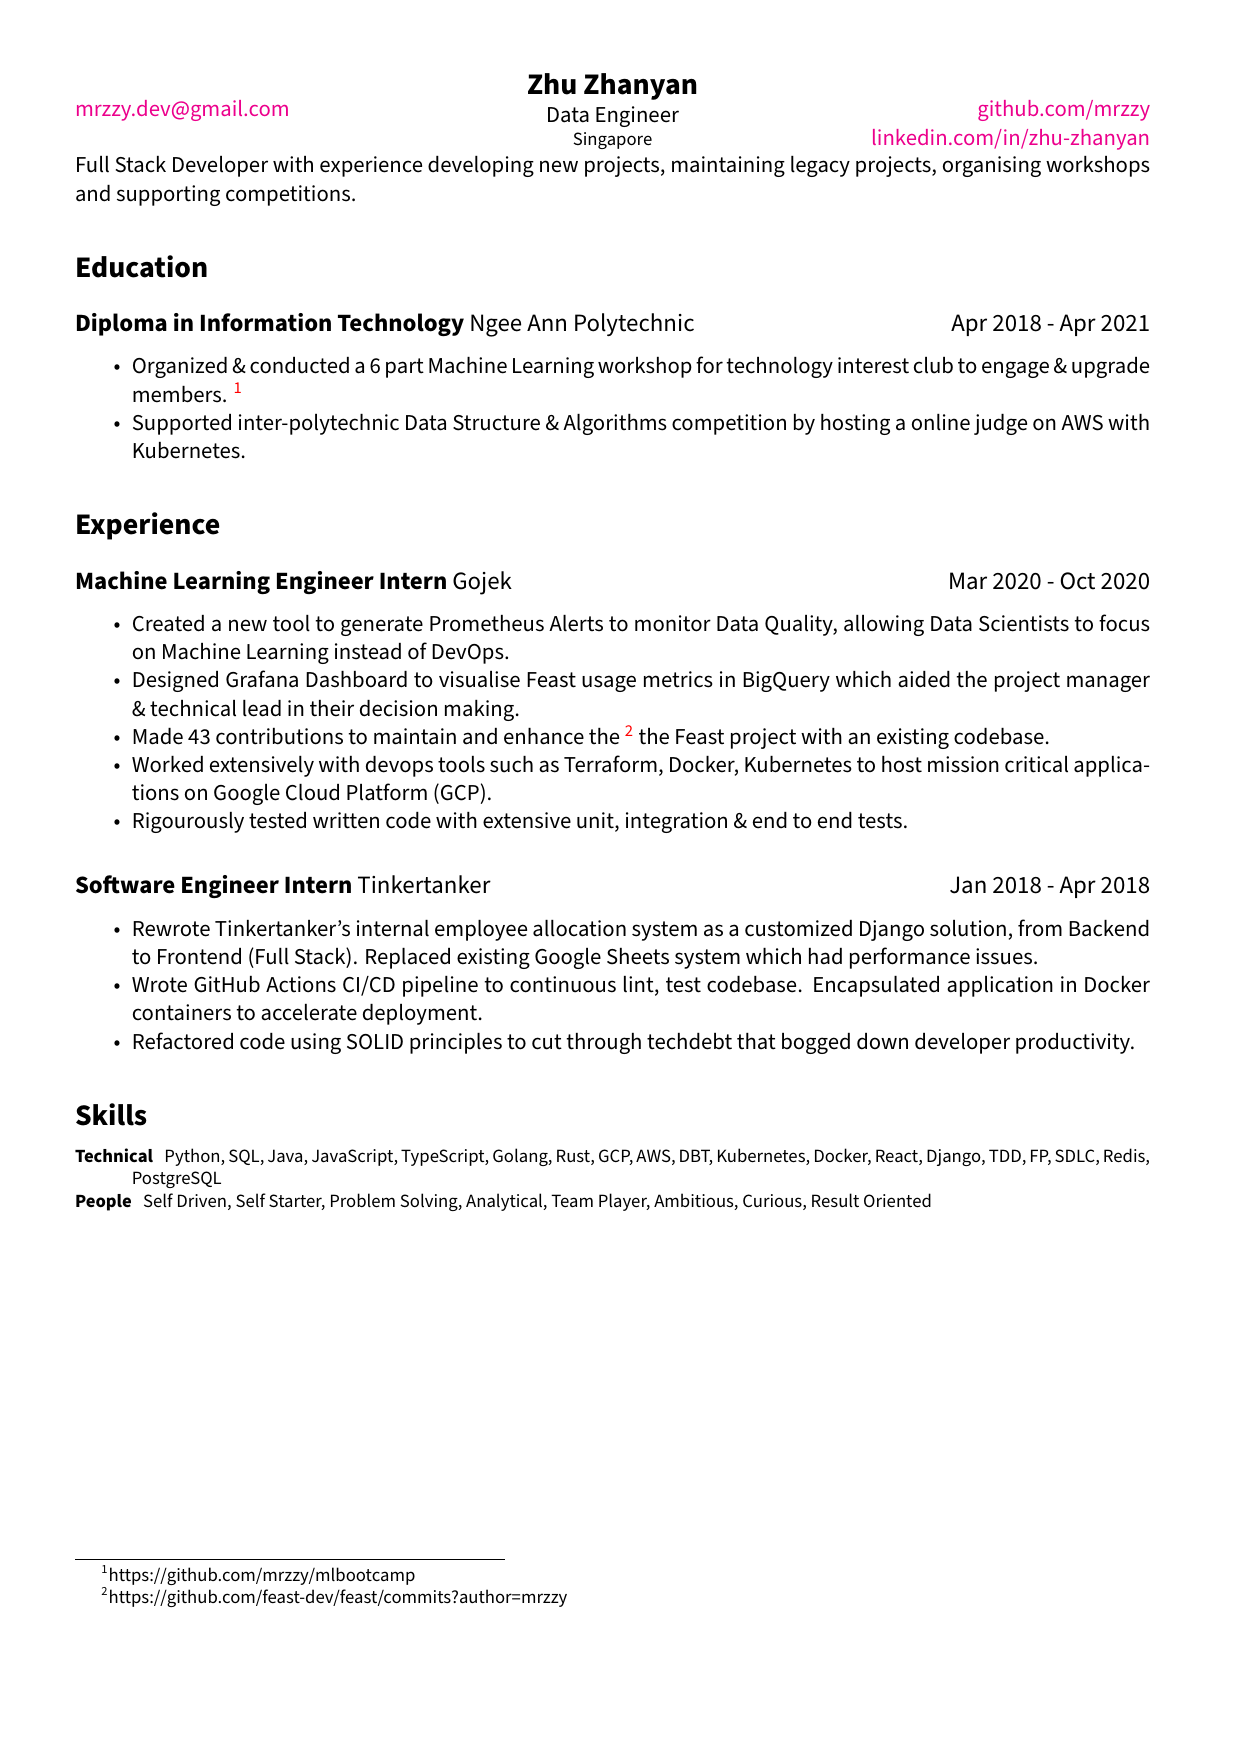 Zhu Zhanyan
mrzzy.dev@gmail.com
Data Engineer
github.com/mrzzy
Singapore
linkedin.com/in/zhu-zhanyan
Full Stack Developer with experience developing new projects, maintaining legacy projects, organising workshops
and supporting competitions.
Education
Diploma in Information Technology Ngee Ann Polytechnic Apr 2018 - Apr 2021
• Organized & conducted a 6 part Machine Learning workshop for technology interest club to engage & upgrade
members. 1
• Supported inter-polytechnic Data Structure & Algorithms competition by hosting a online judge on AWS with
Kubernetes.
Experience
Machine Learning Engineer Intern Gojek Mar 2020 - Oct 2020
• Created a new tool to generate Prometheus Alerts to monitor Data Quality, allowing Data Scientists to focus
on Machine Learning instead of DevOps.
• Designed Grafana Dashboard to visualise Feast usage metrics in BigQuery which aided the project manager
& technical lead in their decision making.
• Made 43 contributions to maintain and enhance the 2 the Feast project with an existing codebase.
• Worked extensively with devops tools such as Terraform, Docker, Kubernetes to host mission critical applica-
tions on Google Cloud Platform (GCP).
• Rigourously tested written code with extensive unit, integration & end to end tests.
Software Engineer Intern Tinkertanker Jan 2018 - Apr 2018
• Rewrote Tinkertanker’s internal employee allocation system as a customized Django solution, from Backend
to Frontend (Full Stack). Replaced existing Google Sheets system which had performance issues.
• Wrote GitHub Actions CI/CD pipeline to continuous lint, test codebase. Encapsulated application in Docker
containers to accelerate deployment.
• Refactored code using SOLID principles to cut through techdebt that bogged down developer productivity.
Skills
Technical Python, SQL, Java, JavaScript, TypeScript, Golang, Rust, GCP, AWS, DBT, Kubernetes, Docker, React, Django, TDD, FP, SDLC, Redis,
PostgreSQL
People Self Driven, Self Starter, Problem Solving, Analytical, Team Player, Ambitious, Curious, Result Oriented
1https://github.com/mrzzy/mlbootcamp
2https://github.com/feast-dev/feast/commits?author=mrzzy